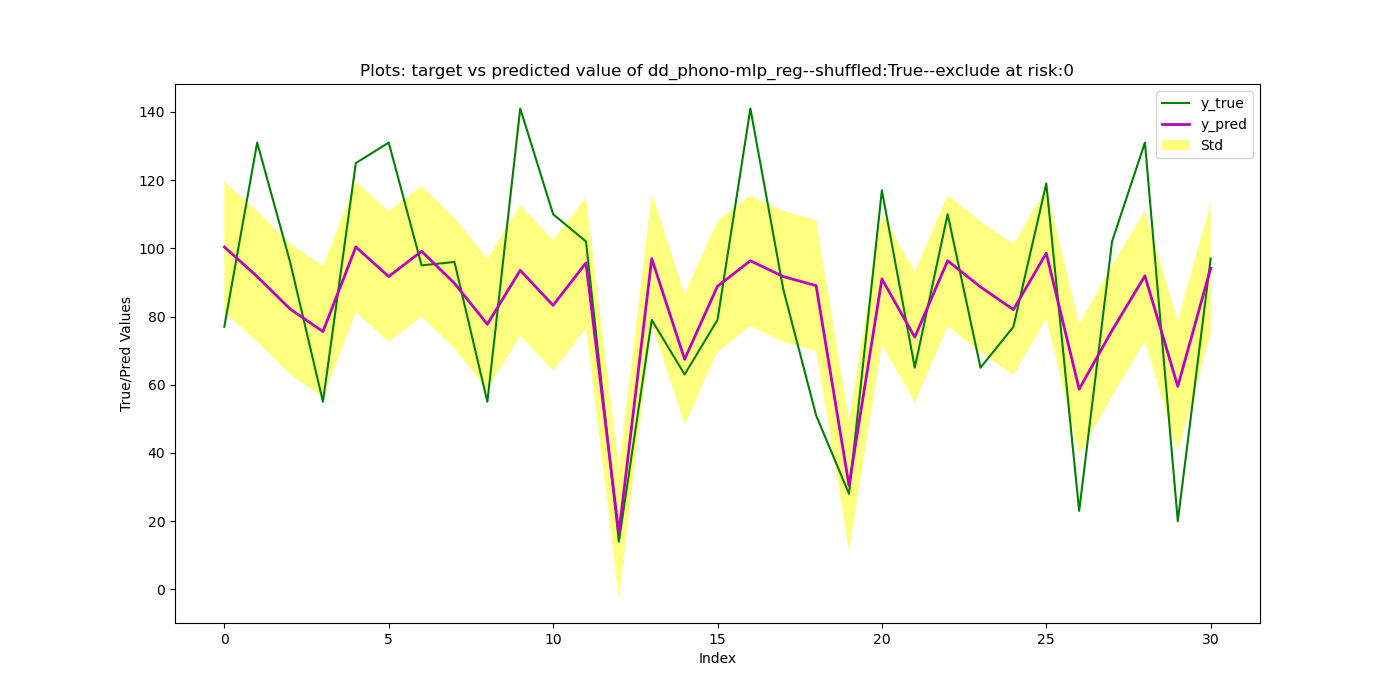 Plots: target vs predicted value of dd_phono-mlp_reg--shuffled:True--exclude at risk:0
y_true
y_pred
Std
True/Pred Values
140
120
100
80
60
40
20
0
0 5 10 15 20 25 30
Index